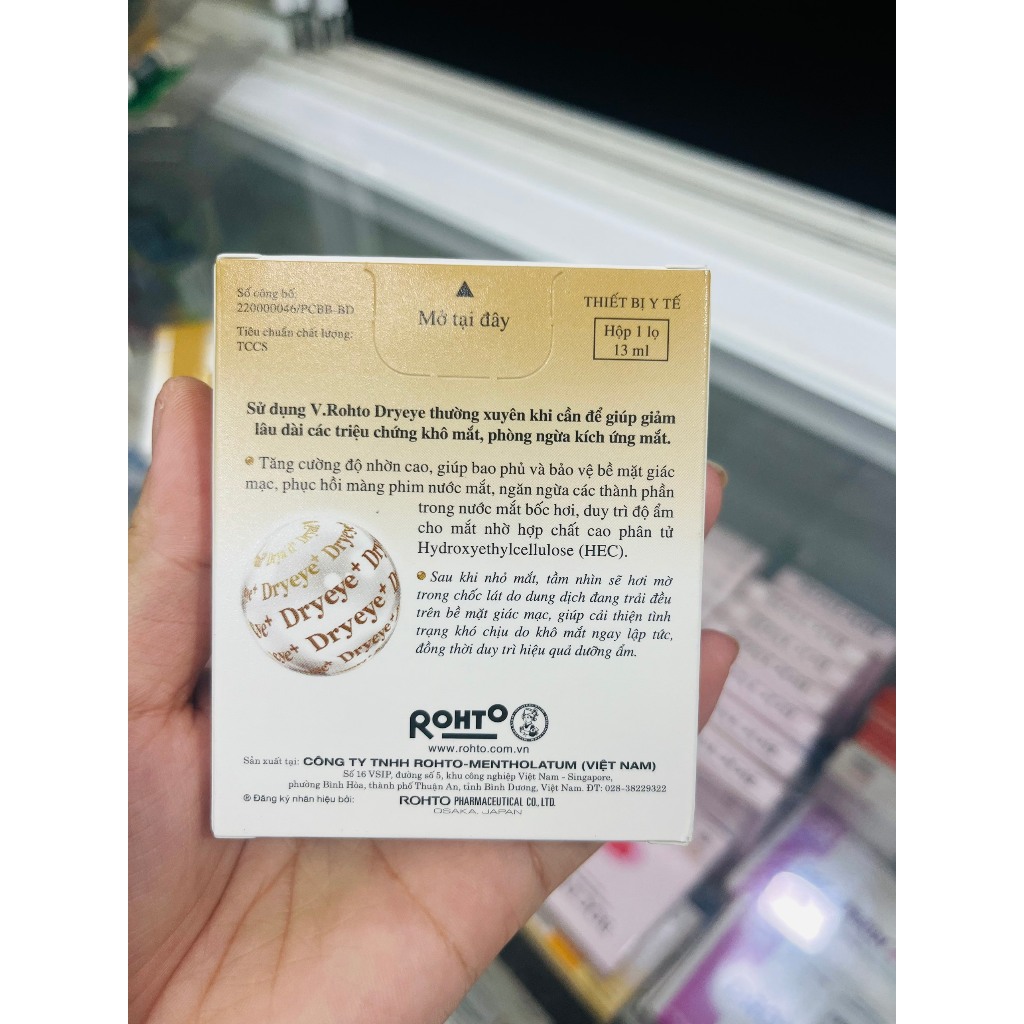 Số công bố:
220000046/PCBB-BD
Tiêu chuẩn chất lượng:
TCCS
Mở tại đây
THIẾT BỊ Y TẾ
Hộp 1 lọ
13 ml
Sử dụng V.Rohto Dryeye thường xuyên khi cần để giúp giảm
lâu dài các triệu chứng khô mắt, phòng ngừa kích ứng mắt.
Tăng cường độ nhờn cao, giúp bao phủ và bảo vệ bề mặt giác
mạc, phục hồi màng phim nước mắt, ngăn ngừa các thành phần
trong nước mắt bốc hơi, duy trì độ ẩm
cho mắt nhờ hợp chất cao phân tử
Hydroxyethylcellulose (HEC).
Dryeye+ Dryeye
Dryeye+
Dryeye+
Dryeye+
Sau khi nhỏ mắt, tầm nhìn sẽ hơi mờ
trong chốc lát do dung dịch đang trải đều
trên bề mặt giác mạc, giúp cải thiện tình
trạng khó chịu do khô mắt ngay lập tức,
đồng thời duy trì hiệu quả dưỡng ẩm.
ROHTO
www.rohto.com.vn
Sản xuất tại: CÔNG TY TNHH ROHTO-MENTHOLATUM (VIỆT NAM)
Số 16 VSIP, đường số 5, khu công nghiệp Việt Nam - Singapore,
phường Bình Hòa, thành phố Thuận An, tỉnh Bình Dương, Việt Nam. ĐT: 028-38229322
® Đăng ký nhãn hiệu bởi: ROHTO PHARMACEUTICAL CO., LTD.
OSAKA, JAPAN